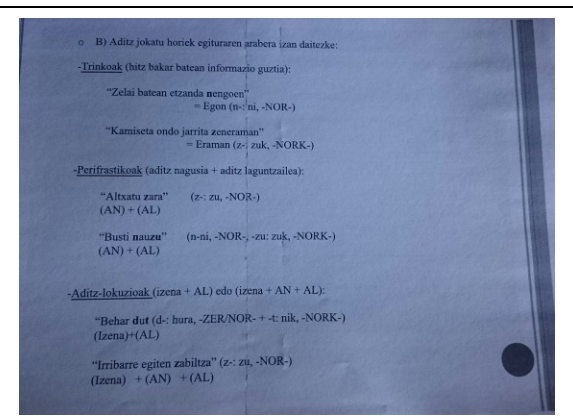 o B) Aditz jokatu horiek egituraren arabera izan daitezke:
-Trinkoak (hitz bakar batean informazio guztia):
“Zelai batean etzanda nengoen”
= Egon (n-: ni, -NOR-)
“Kamiseta ondo jarrita zeneraman”
= Eraman (z-: zuk, -NORK-)
-Perifrastikoak (aditz nagusia + aditz laguntzailea):
“Altxatu zara” (z-: zu, -NOR-)
(AN) + (AL)
“Busti nauzu” (n-ni, -NOR-, -zu: zuk, -NORK-)
(AN) + (AL)
-Aditz-lokuzioak (izena + AL) edo (izena + AN + AL):
“Behar dut (d-: hura, -ZER/NOR- + -t: nik, -NORK-)
(Izena)+(AL)
“Irribarre egiten zabiltza” (z-: zu, -NOR-)
(Izena) + (AN) + (AL)